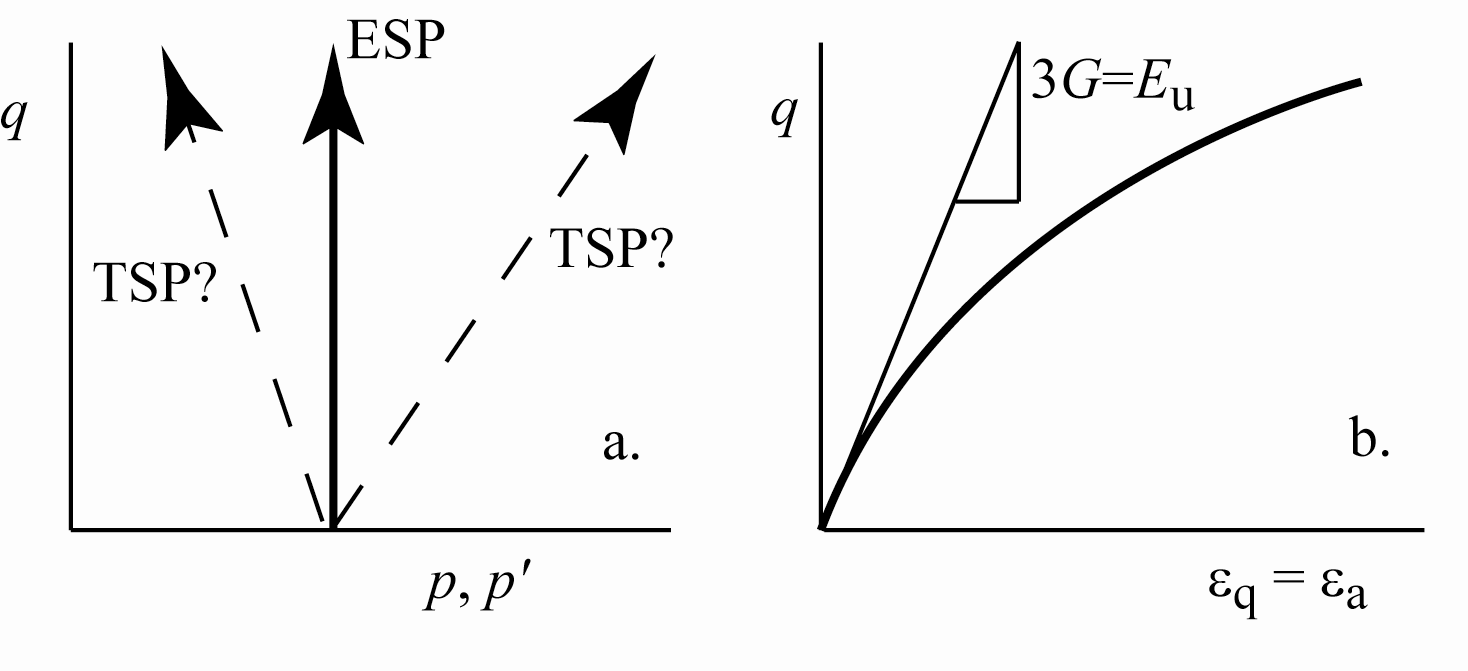 ESP
q
TSP?
TSP?
a.
p, p′
3G=Eu
q
b.
εq = εa